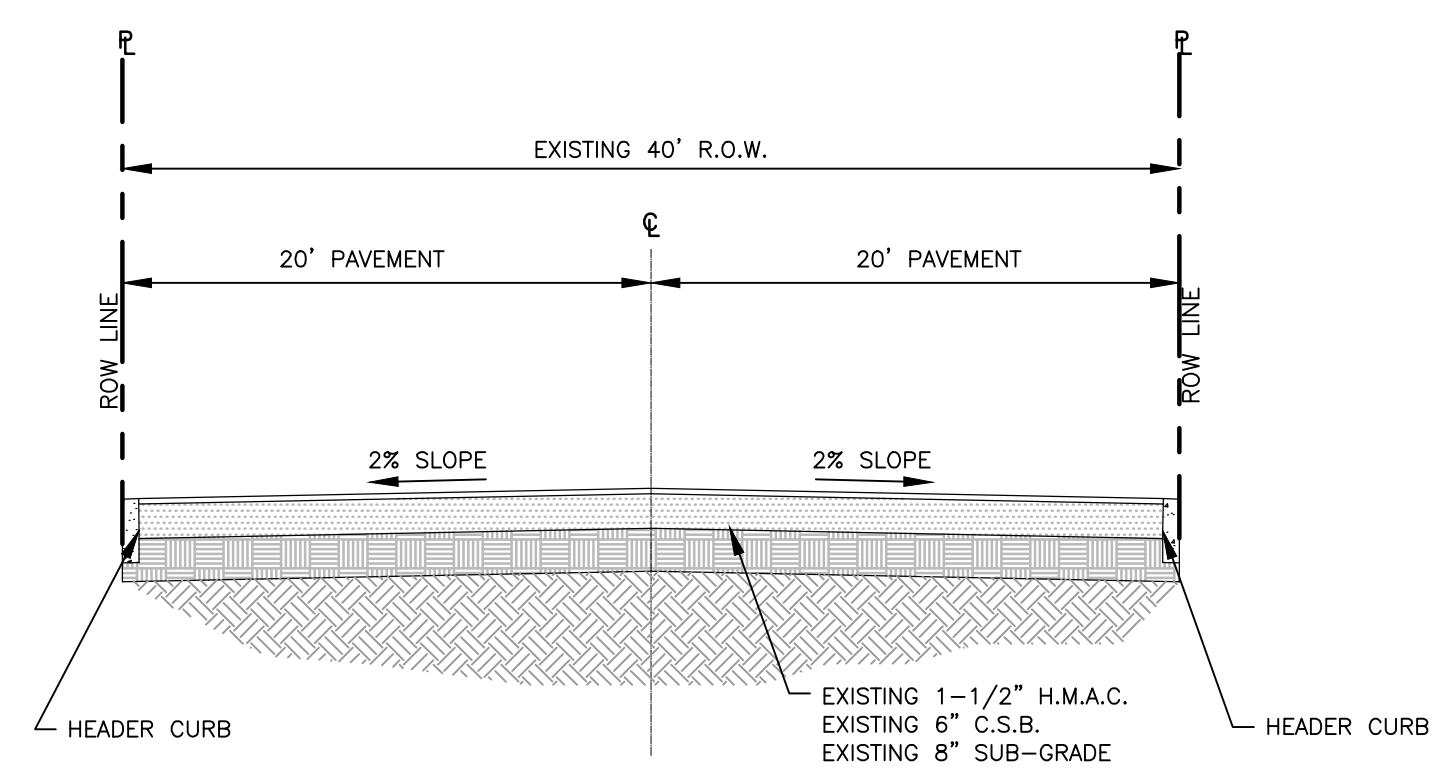 ℄
PL PL
EXISTING 40' R.O.W.
CL
20' PAVEMENT 20' PAVEMENT
ROW LINE ROW LINE
2% SLOPE 2% SLOPE
EXISTING 1-1/2" H.M.A.C.
EXISTING 6" C.S.B.
EXISTING 8" SUB-GRADE
HEADER CURB HEADER CURB